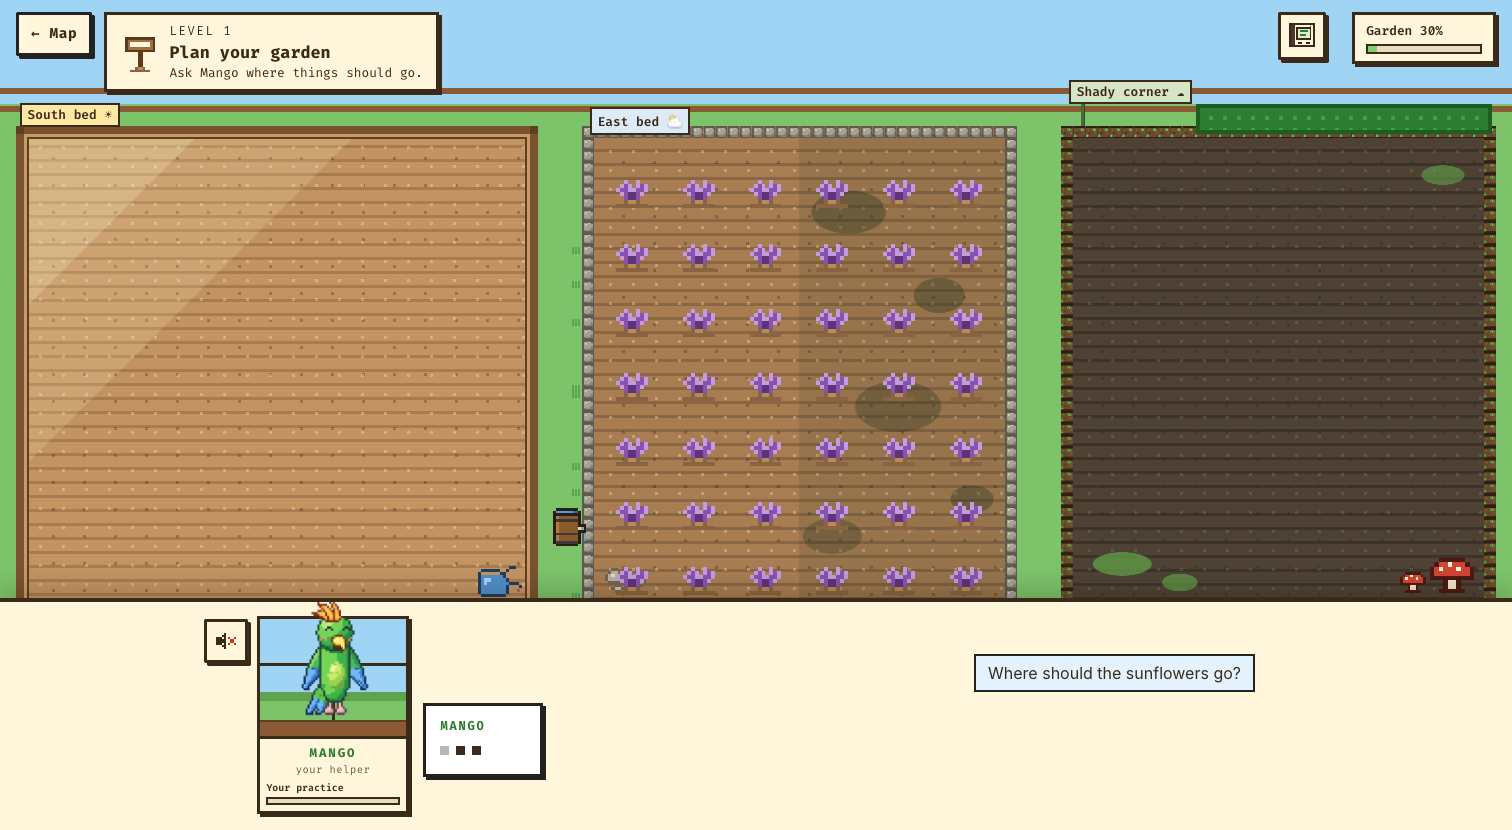 ← Map
LEVEL 1
Plan your garden
Ask Mango where things should go.
Garden 30%
South bed ☀
East bed ⛅
Shady corner ☁
Where should the sunflowers go?
MANGO
MANGO
your helper
Your practice